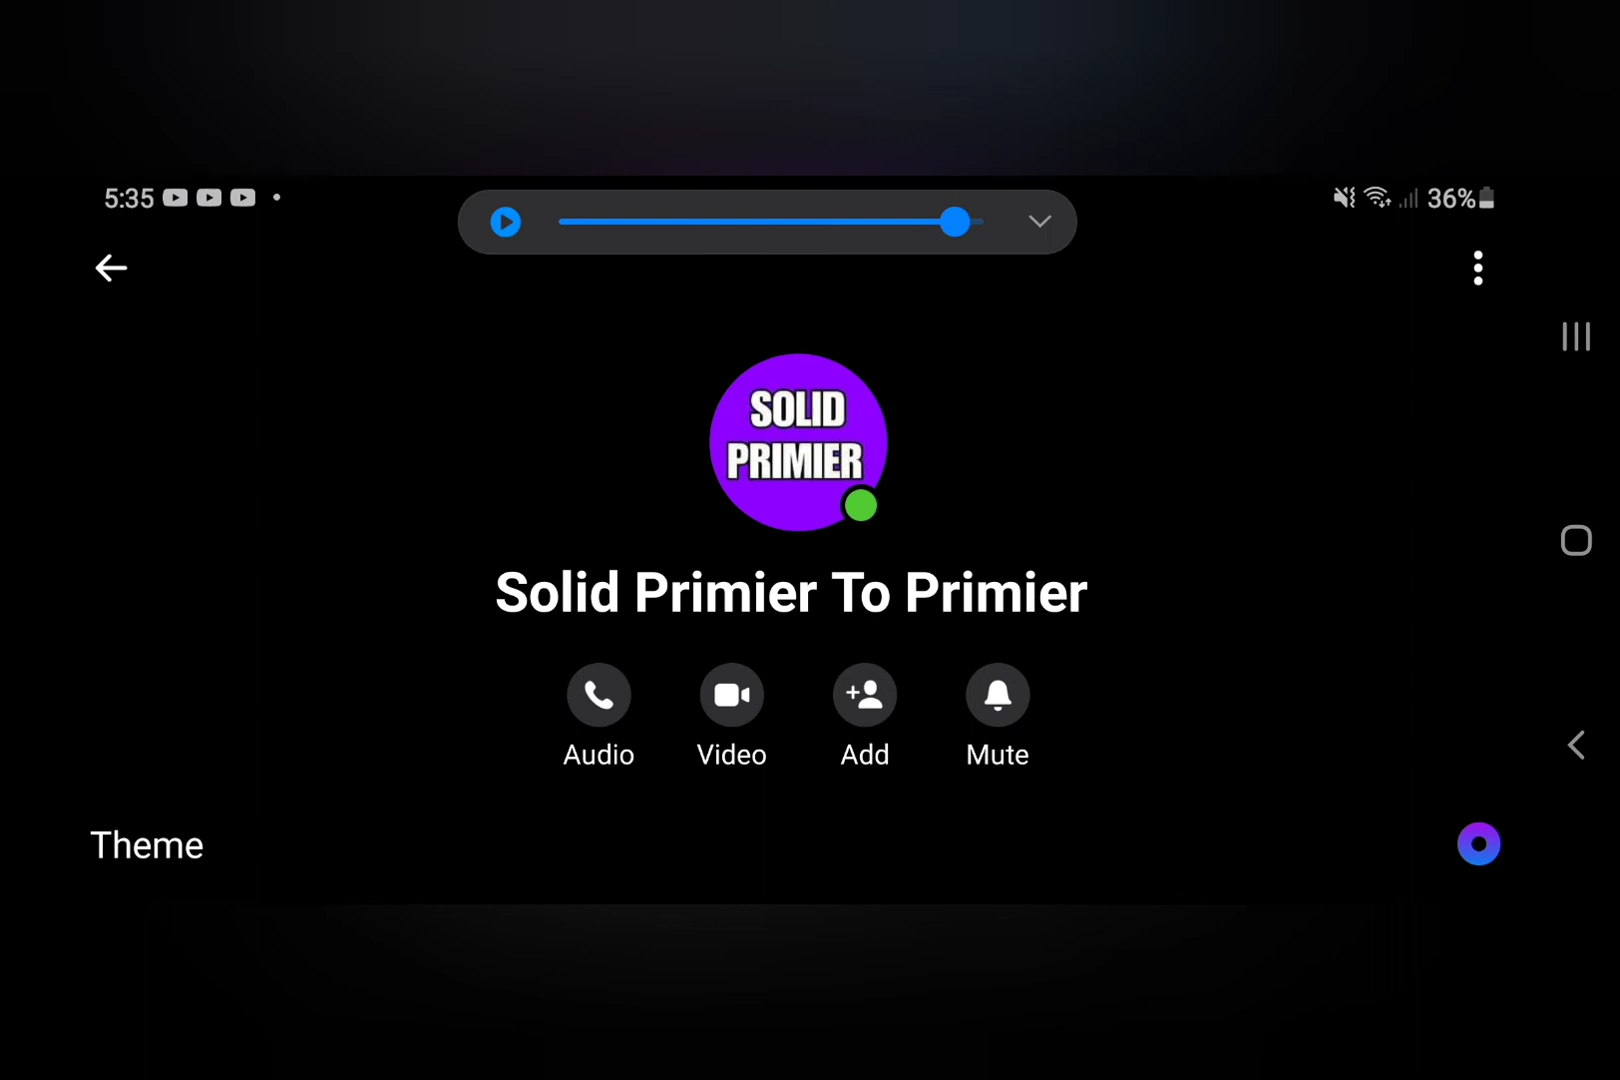 5:35
36%
SOLID
PRIMIER
Solid Primier To Primier
Audio Video Add Mute
Theme